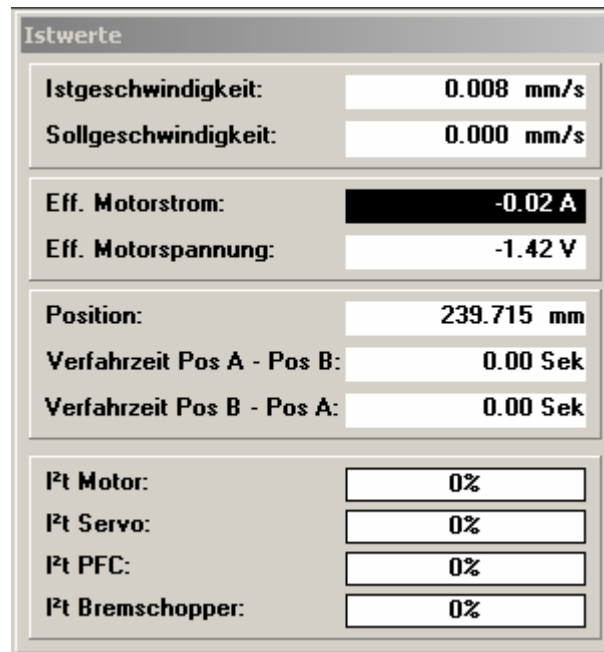 Istwerte
Istgeschwindigkeit: 0.008 mm/s
Sollgeschwindigkeit: 0.000 mm/s
Eff. Motorstrom: -0.02 A
Eff. Motorspannung: -1.42 V
Position: 239.715 mm
Verfahrzeit Pos A - Pos B: 0.00 Sek
Verfahrzeit Pos B - Pos A: 0.00 Sek
I²t Motor: 0%
I²t Servo: 0%
I²t PFC: 0%
I²t Bremschopper: 0%